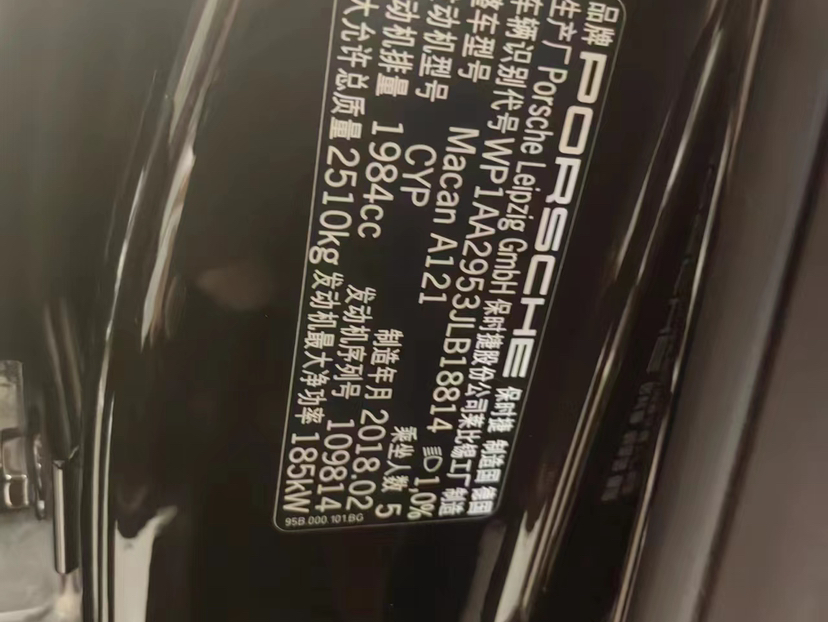 品牌 PORSCHE 保时捷 制造国 德国
生产厂 Porsche Leipzig GmbH 保时捷股份公司莱比锡工厂 制造
车辆识别代号 WP1AA2953JLB18814 1,0%
整车型号 Macan A121 乘坐人数 5
发动机型号 CYP 制造年月 2018.02
发动机排量 1984cc 发动机序列号 109814
最大允许总质量 2510kg 发动机最大净功率 185kW
95B.000.101.BG